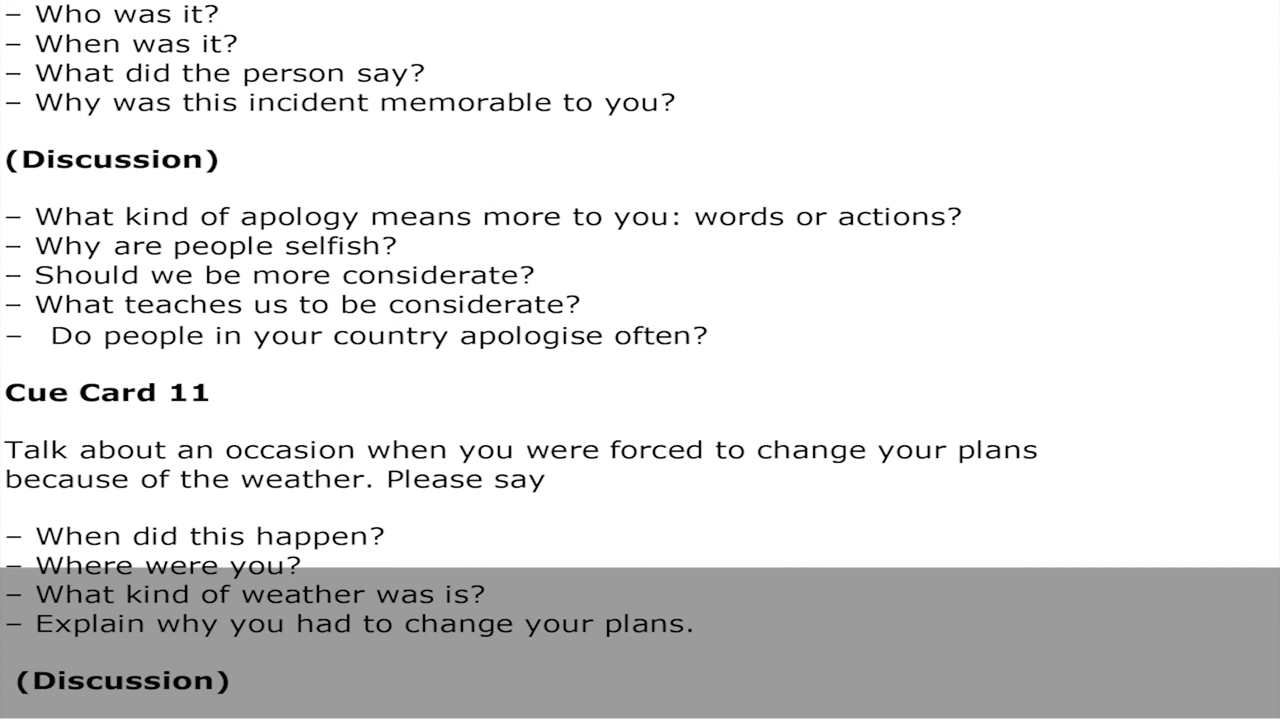 – Who was it?
– When was it?
– What did the person say?
– Why was this incident memorable to you?
(Discussion)
– What kind of apology means more to you: words or actions?
– Why are people selfish?
– Should we be more considerate?
– What teaches us to be considerate?
– Do people in your country apologise often?
Cue Card 11
Talk about an occasion when you were forced to change your plans
because of the weather. Please say
– When did this happen?
– Where were you?
– What kind of weather was is?
– Explain why you had to change your plans.
(Discussion)